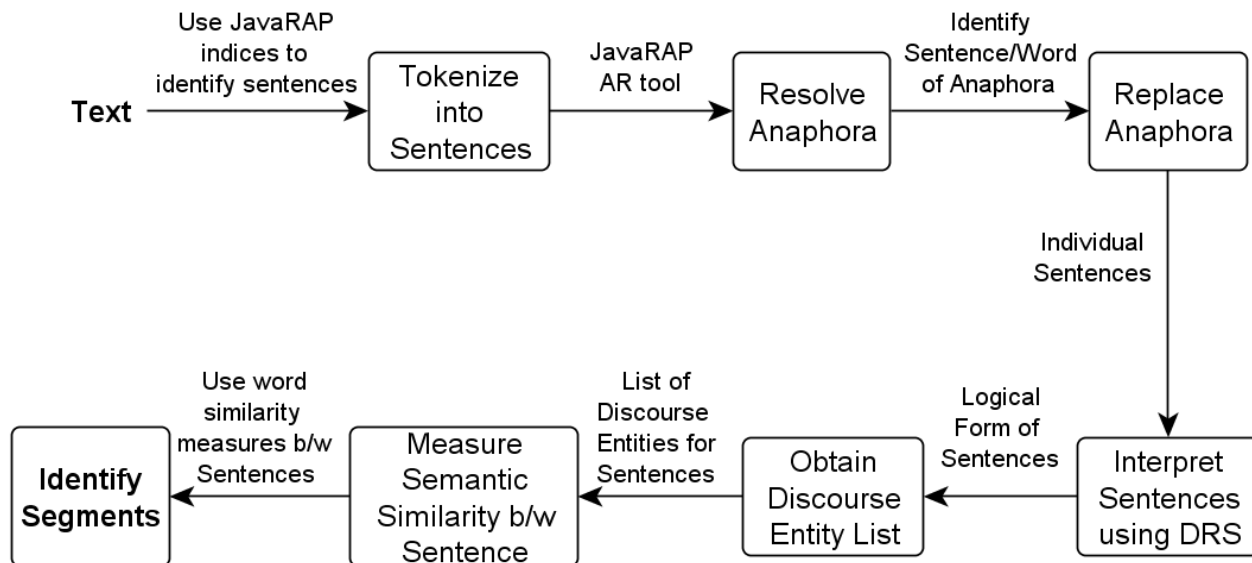 Use JavaRAP
indices to
identify sentences
Text
Tokenize
into
Sentences
JavaRAP
AR tool
Resolve
Anaphora
Identify
Sentence/Word
of Anaphora
Replace
Anaphora
Individual
Sentences
Interpret
Sentences
using DRS
Logical
Form of
Sentences
Obtain
Discourse
Entity List
List of
Discourse
Entities for
Sentences
Measure
Semantic
Similarity b/w
Sentence
Use word
similarity
measures b/w
Sentences
Identify
Segments